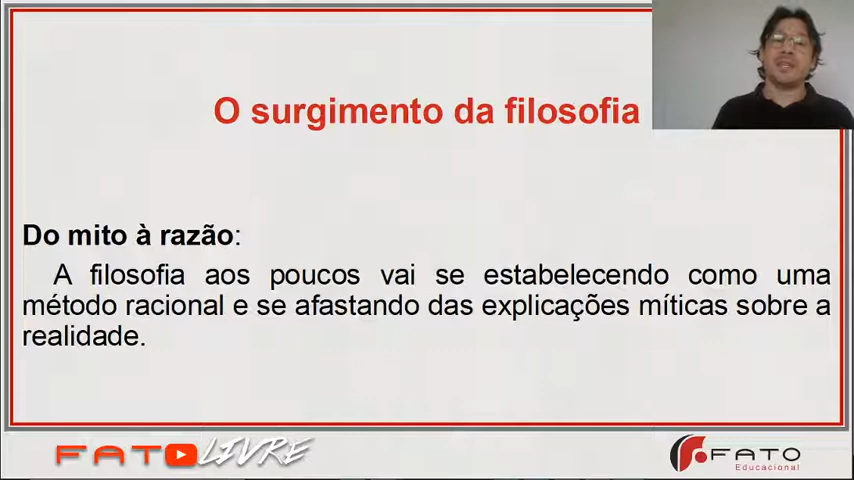 O surgimento da filosofia
Do mito à razão:
A filosofia aos poucos vai se estabelecendo como uma
método racional e se afastando das explicações míticas sobre a
realidade.
FATO LIVRE
FATO
Educacional